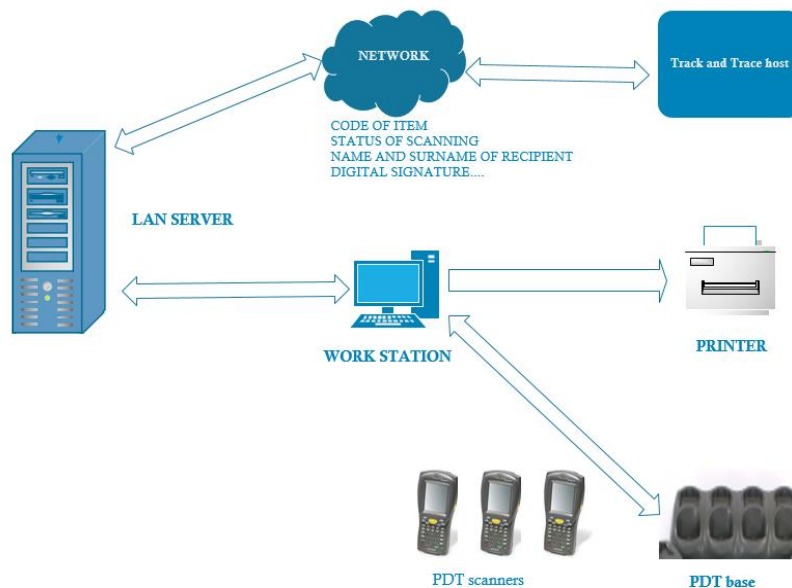 NETWORK
Track and Trace host
CODE OF ITEM
STATUS OF SCANNING
NAME AND SURNAME OF RECIPIENT
DIGITAL SIGNATURE....
LAN SERVER
WORK STATION
PRINTER
PDT scanners
PDT base